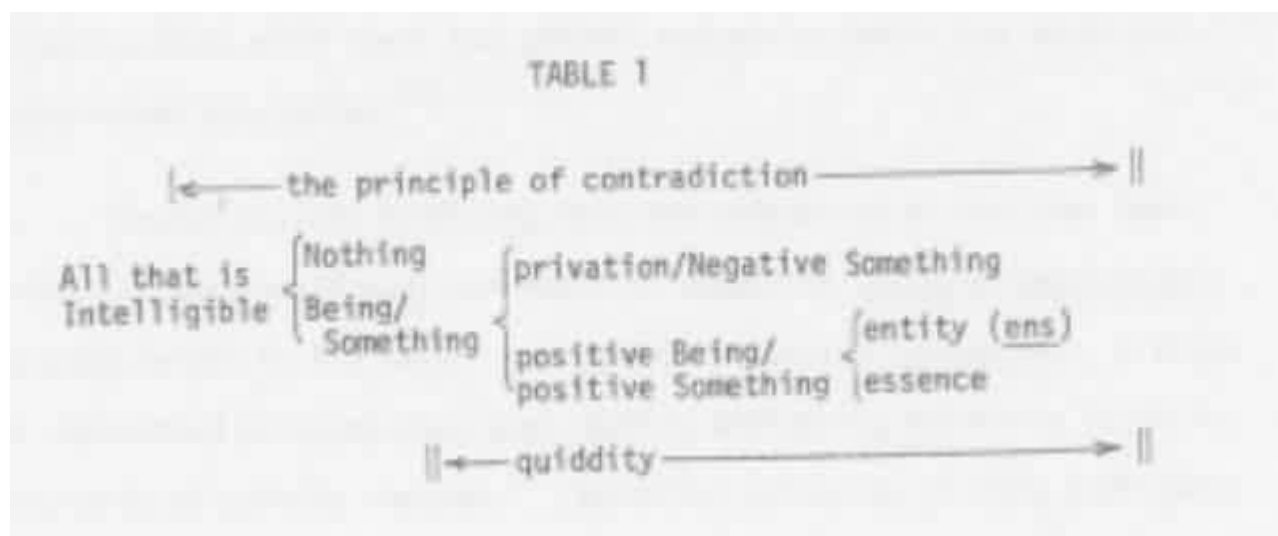 TABLE 1
the principle of contradiction
All that is
Intelligible
Nothing
Being/
Something
privation/Negative Something
positive Being/
positive Something
entity (ens)
essence
quiddity